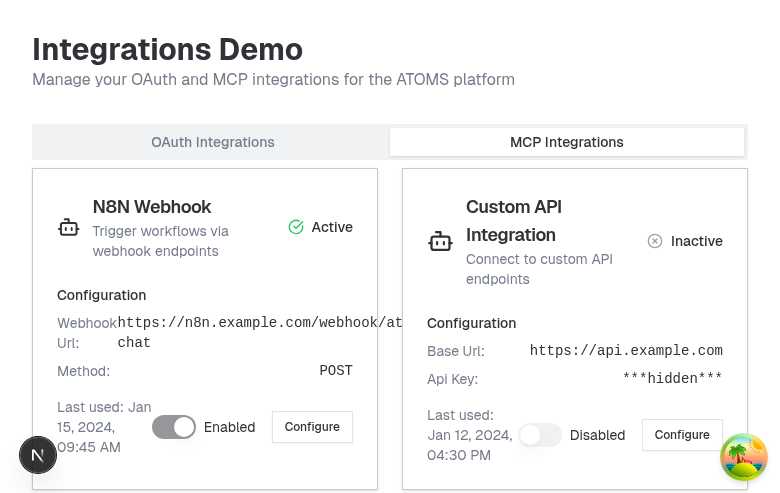 Integrations Demo
Manage your OAuth and MCP integrations for the ATOMS platform
OAuth Integrations
MCP Integrations
N8N Webhook
Trigger workflows via
webhook endpoints
Active
Configuration
Webhook
Url:
https://n8n.example.com/webhook/at
chat
Method:
POST
Last used: Jan
15, 2024,
09:45 AM
Enabled
Configure
Custom API
Integration
Connect to custom API
endpoints
Inactive
Configuration
Base Url:
https://api.example.com
Api Key:
***hidden***
Last used:
Jan 12, 2024,
04:30 PM
Disabled
Configure
N